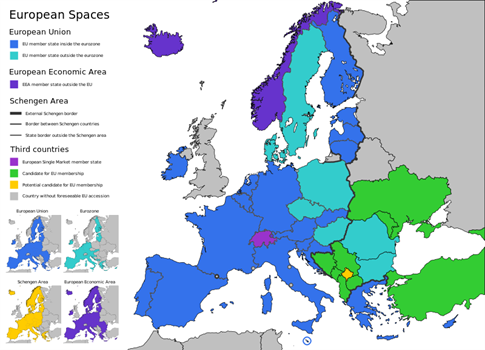 European Spaces
European Union
EU member state inside the eurozone
EU member state outside the eurozone
European Economic Area
EEA member state outside the EU
Schengen Area
External Schengen border
Border between Schengen countries
State border outside the Schengen area
Third countries
European Single Market member state
Candidate for EU membership
Potential candidate for EU membership
Country without foreseeable EU accession
European Union
Eurozone
Schengen Area
European Economic Area